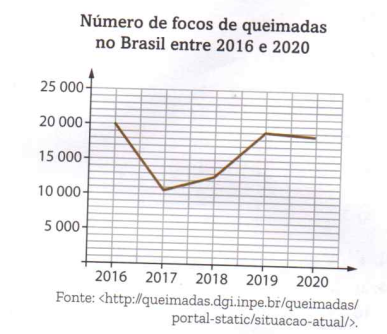 Número de focos de queimadas
no Brasil entre 2016 e 2020
25 000
20 000
15 000
10 000
5 000
2016 2017 2018 2019 2020
Fonte: <http://queimadas.dgi.inpe.br/queimadas/
portal-static/situacao-atual/>.